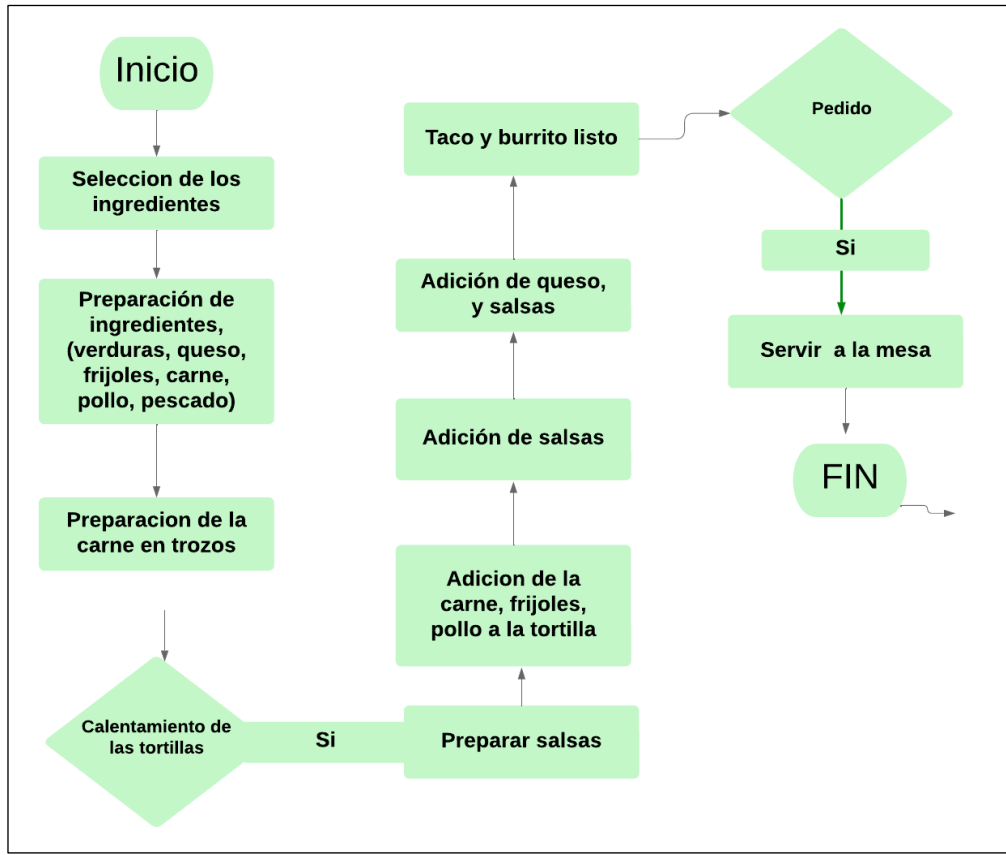 Inicio
Seleccion de los
ingredientes
Preparación de
ingredientes,
(verduras, queso,
frijoles, carne,
pollo, pescado)
Preparacion de la
carne en trozos
Calentamiento de
las tortillas
Si
Preparar salsas
Adicion de la
carne, frijoles,
pollo a la tortilla
Adición de salsas
Adición de queso,
y salsas
Taco y burrito listo
Pedido
Si
Servir a la mesa
FIN